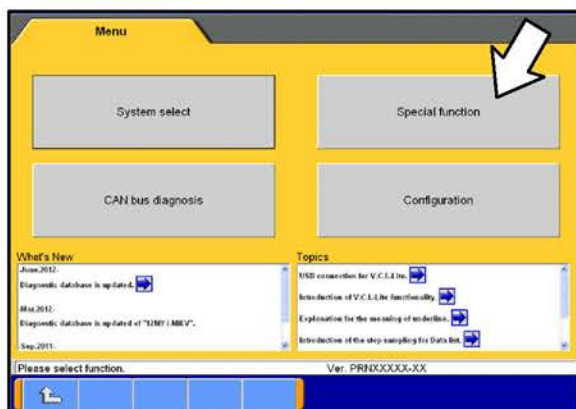 Menu
System select
Special function
CAN bus diagnosis
Configuration
What's New
-June.2012-
Diagnostic database is updated.
-Mar.2012-
Diagnostic database is updated of "12MY i-MiEV".
-Sep.2011-
Topics
USB connection for V.C.I.-Lite.
Introduction of V.C.I.-Lite functionality.
Explanation for the meaning of underline.
Introduction of the step sampling for Data list.
Please select function.
Ver. PRNXXXXX-XX